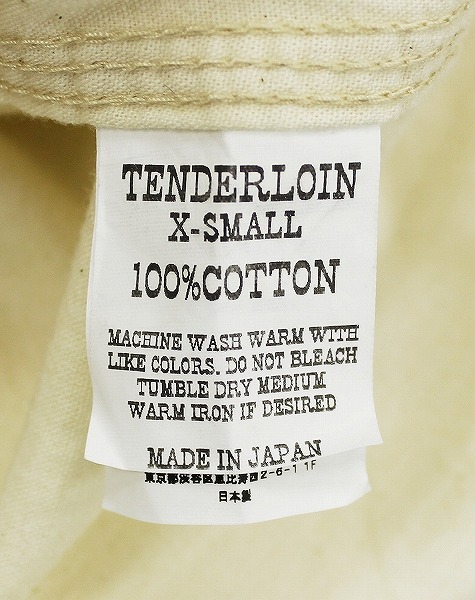 TENDERLOIN
X-SMALL
100%COTTON
MACHINE WASH WARM WITH
LIKE COLORS. DO NOT BLEACH
TUMBLE DRY MEDIUM
WARM IRON IF DESIRED
MADE IN JAPAN
東京都渋谷区恵比寿西2-6-1 1F
日本製